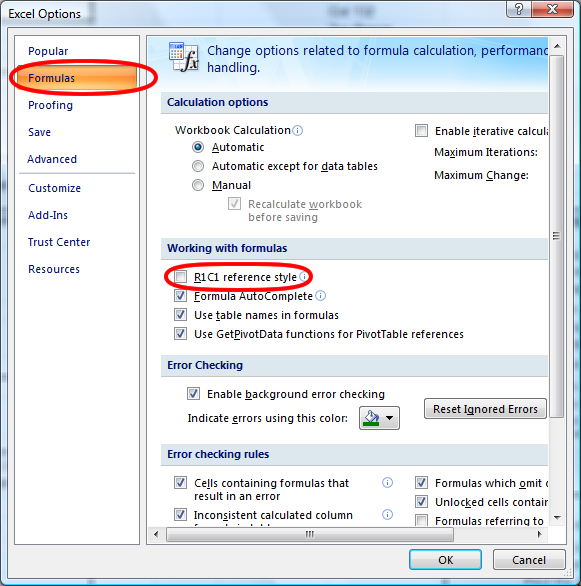 Excel Options
Popular
Formulas
Proofing
Save
Advanced
Customize
Add-Ins
Trust Center
Resources
Change options related to formula calculation, performanc
handling.
Calculation options
Workbook Calculation
Automatic
Automatic except for data tables
Manual
Recalculate workbook
before saving
Enable iterative calcula
Maximum Iterations:
Maximum Change:
Working with formulas
R1C1 reference style
Formula AutoComplete
Use table names in formulas
Use GetPivotData functions for PivotTable references
Error Checking
Enable background error checking
Indicate errors using this color:
Reset Ignored Errors
Error checking rules
Cells containing formulas that
result in an error
Inconsistent calculated column
Formulas which omit c
Unlocked cells contain
Formulas referring to
OK
Cancel